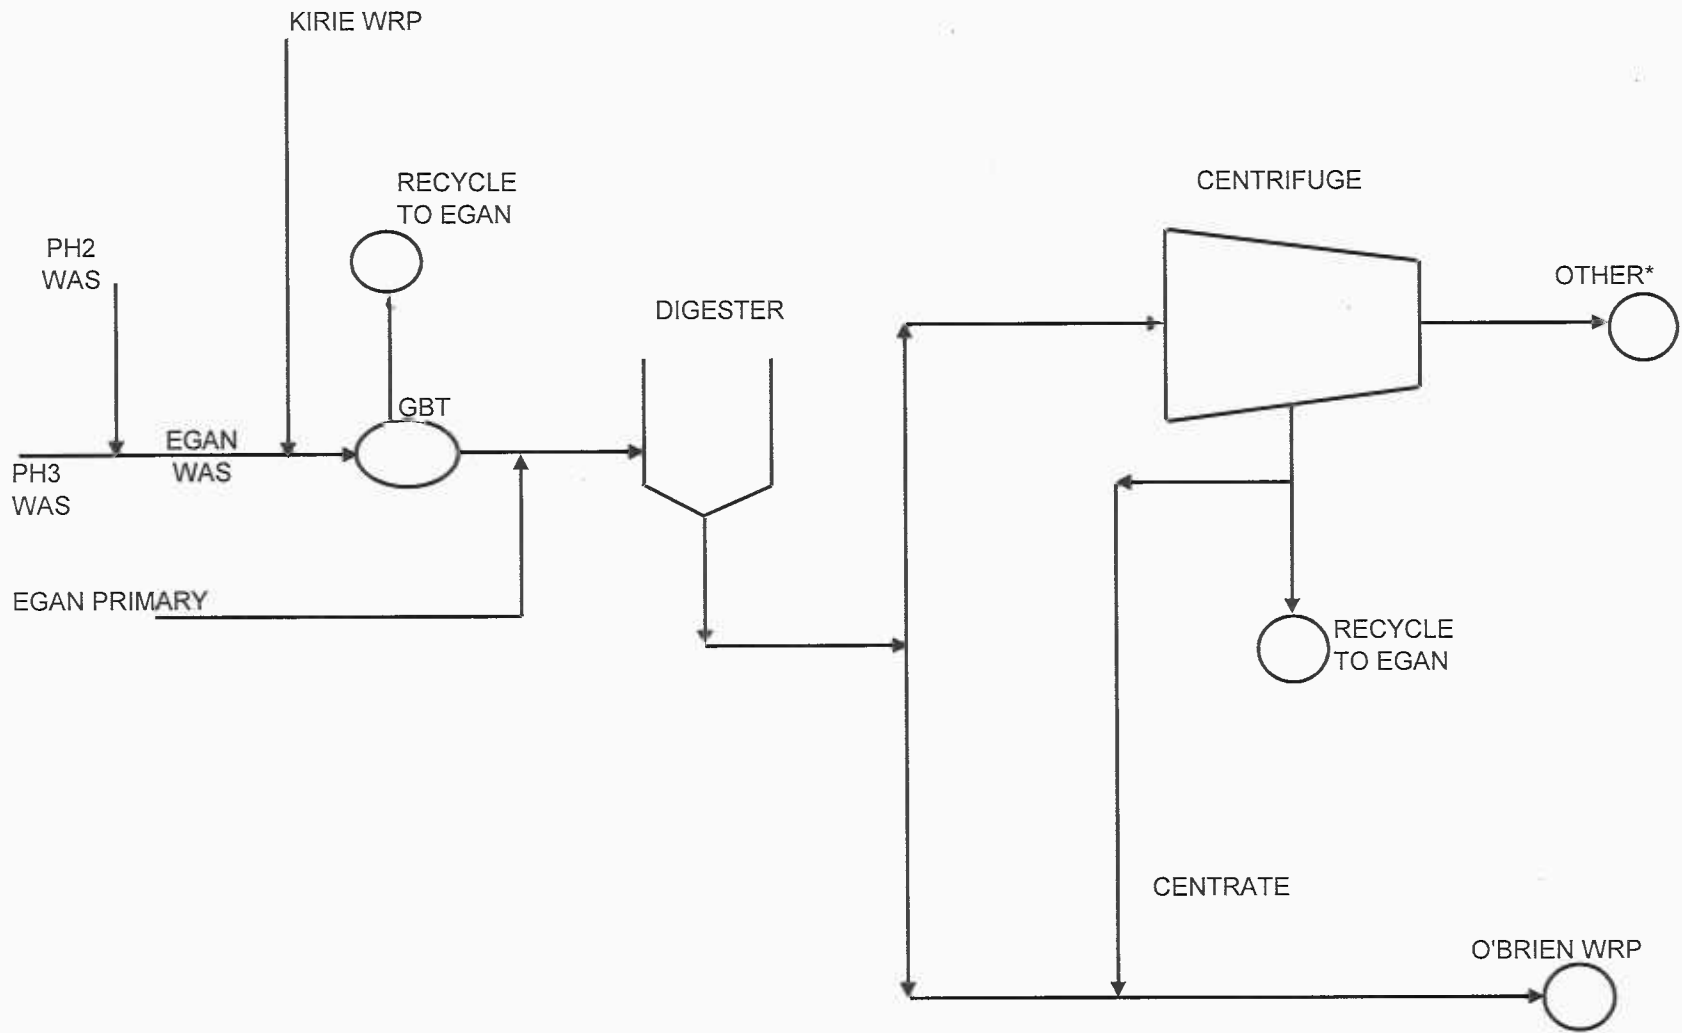 KIRIE WRP
RECYCLE
TO EGAN
CENTRIFUGE
PH2
WAS
OTHER*
DIGESTER
GBT
EGAN
WAS
PH3
WAS
EGAN PRIMARY
RECYCLE
TO EGAN
CENTRATE
O'BRIEN WRP